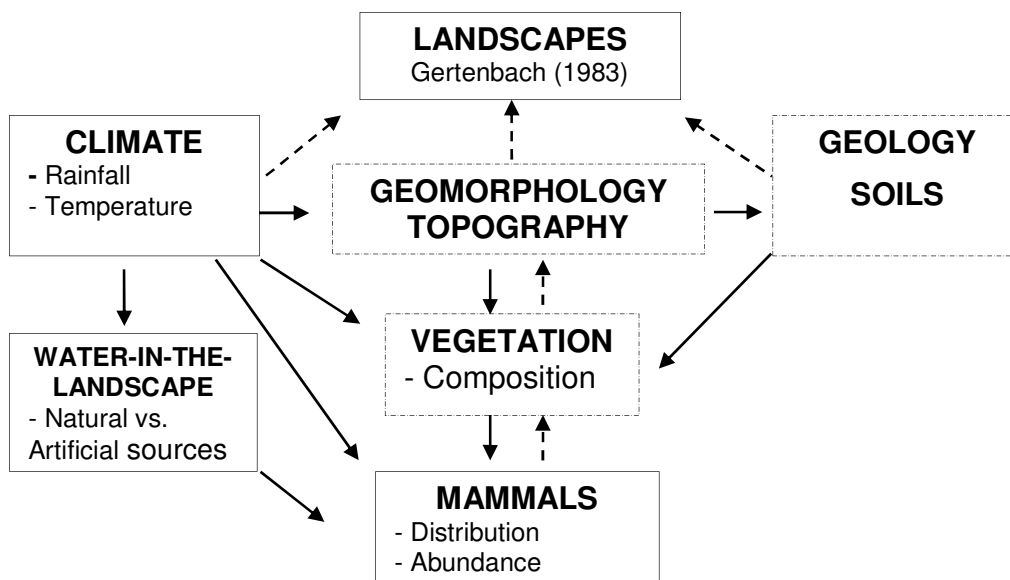 LANDSCAPES
Gertenbach (1983)
CLIMATE
- Rainfall
- Temperature
GEOMORPHOLOGY
TOPOGRAPHY
GEOLOGY
SOILS
WATER-IN-THE-
LANDSCAPE
- Natural vs.
Artificial sources
VEGETATION
- Composition
MAMMALS
- Distribution
- Abundance